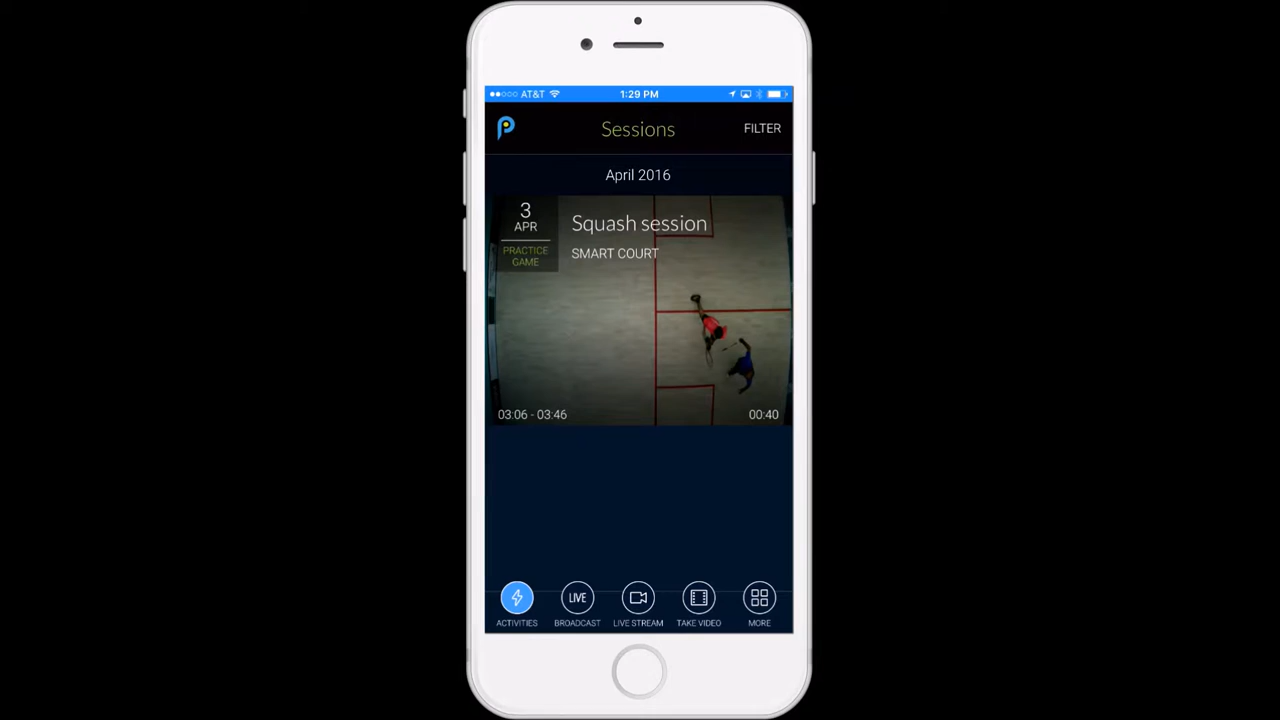 AT&T
1:29 PM
Sessions
FILTER
April 2016
3
APR
PRACTICE
GAME
Squash session
SMART COURT
03:06 - 03:46
00:40
LIVE
ACTIVITIES
BROADCAST
LIVE STREAM
TAKE VIDEO
MORE